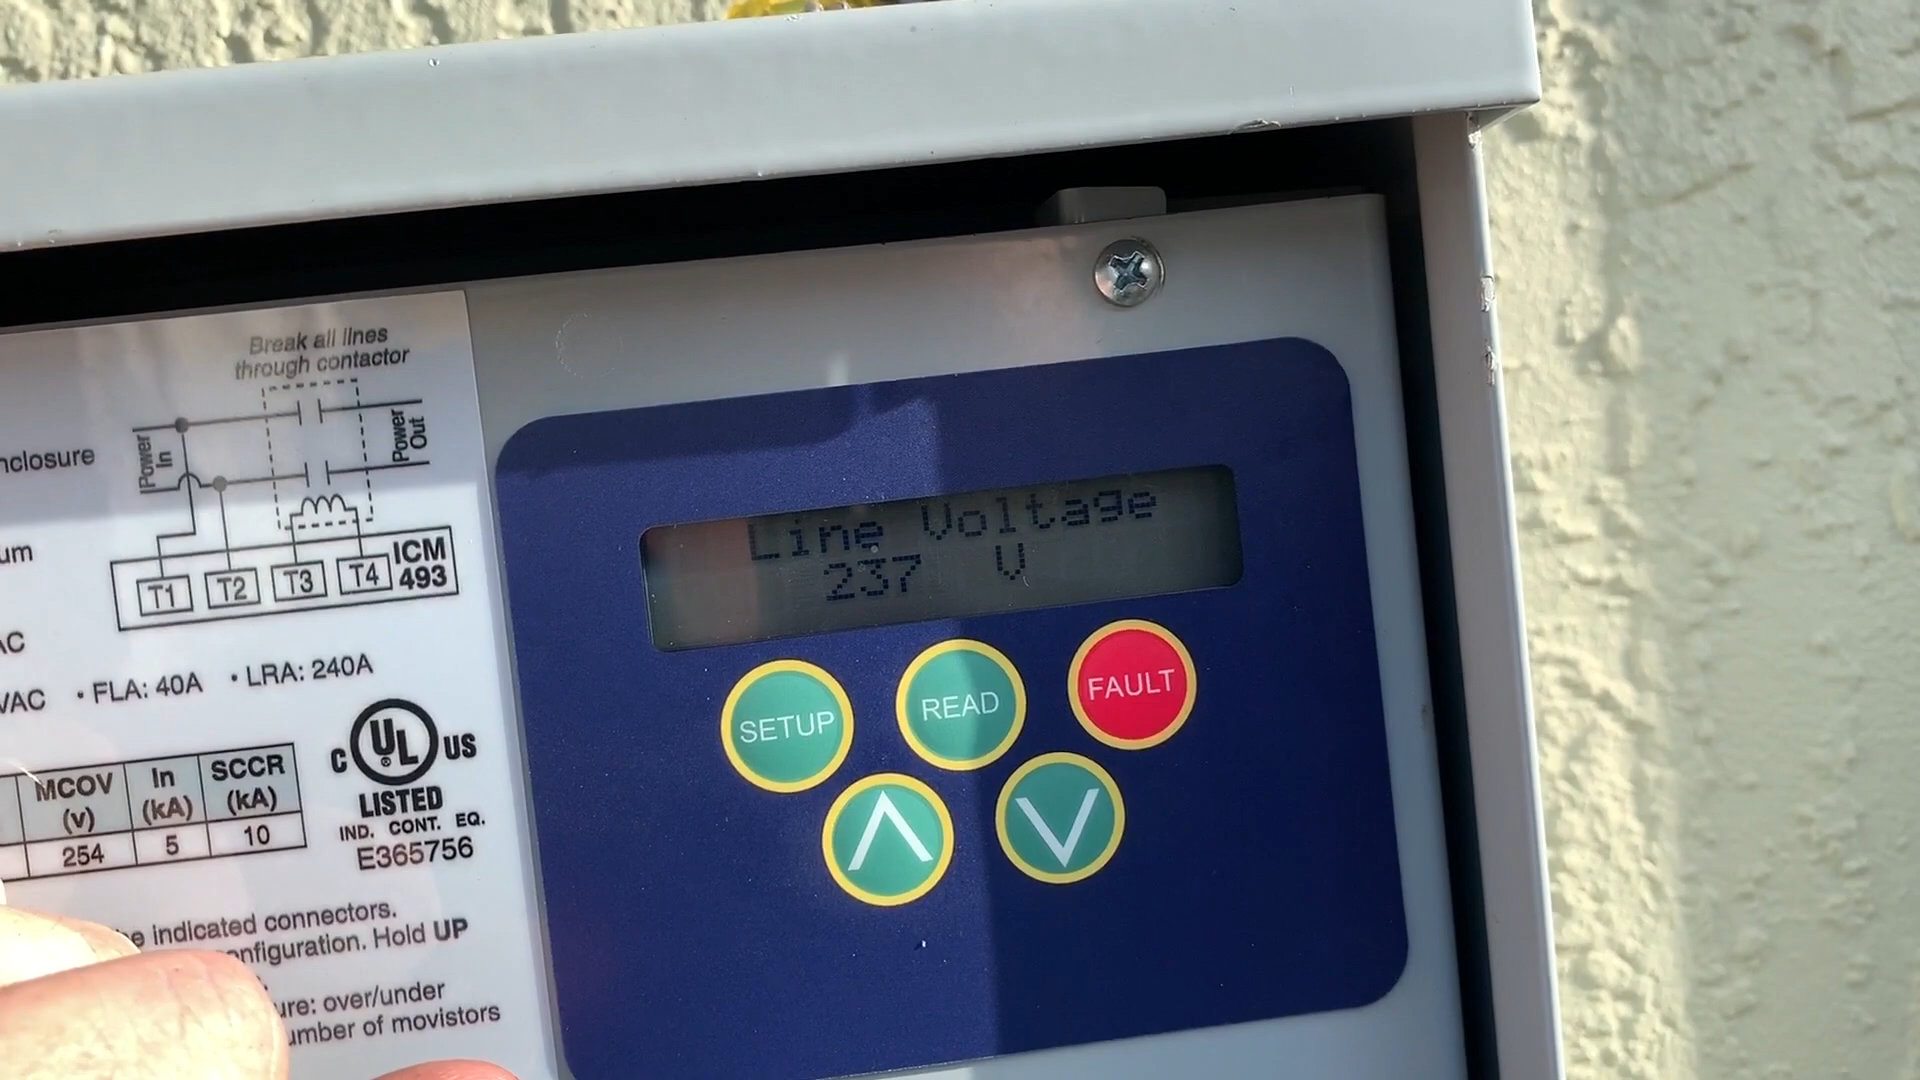 Break all lines
through contactor
Power
In
Power
Out
T1 T2 T3 T4 ICM
493
nclosure
um
AC
VAC • FLA: 40A • LRA: 240A
MCOV
(v)
In
(kA)
SCCR
(kA)
254 5 10
C UL US
®
LISTED
IND. CONT. EQ.
E365756
e indicated connectors.
onfiguration. Hold UP
ure: over/under
umber of movistors
Line Voltage
237 V
SETUP READ FAULT